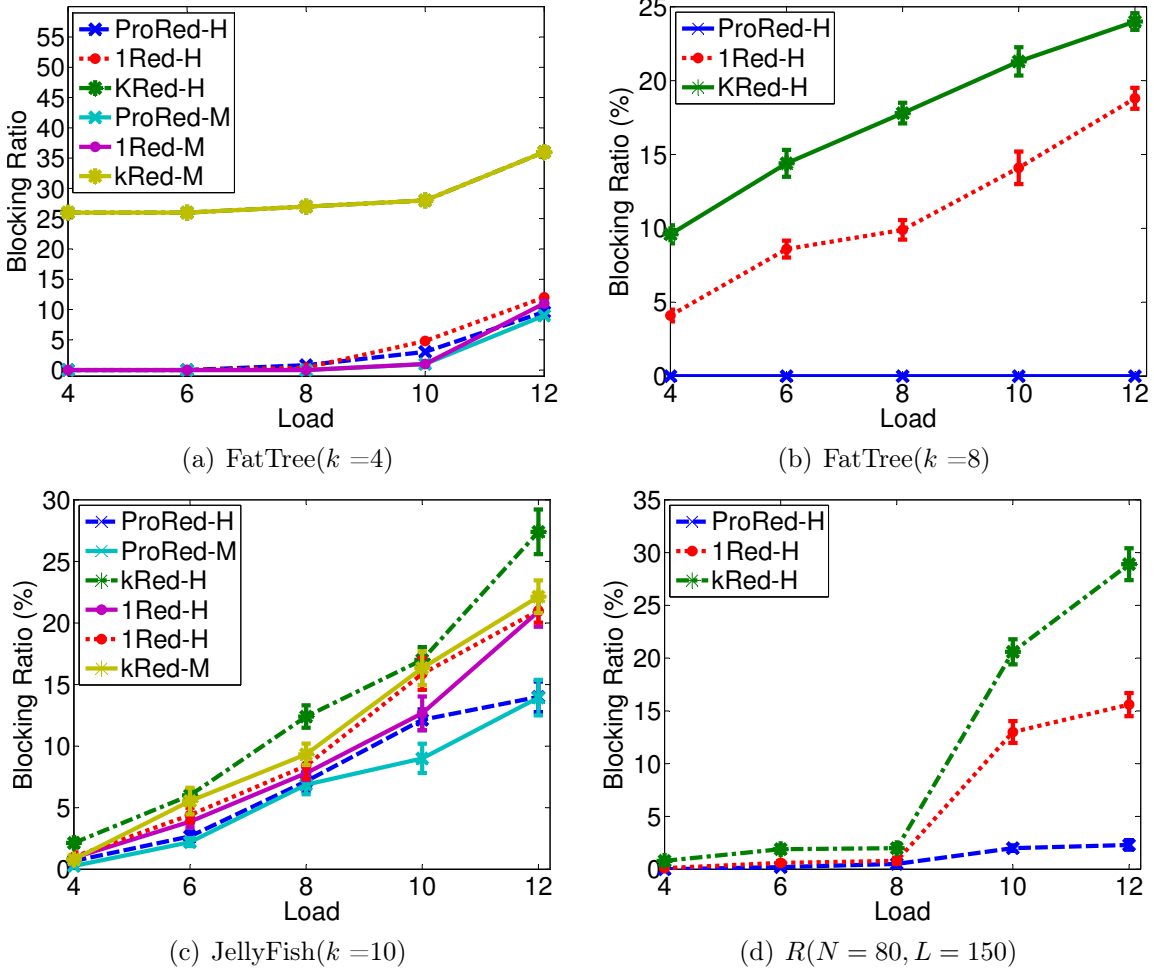 Blocking Ratio
55
50
45
40
35
30
25
20
15
10
5
0
ProRed-H
1Red-H
KRed-H
ProRed-M
1Red-M
kRed-M
4 6 8 10 12
Load
(a) FatTree(k =4)
Blocking Ratio (%)
25
20
15
10
5
0
ProRed-H
1Red-H
KRed-H
4 6 8 10 12
Load
(b) FatTree(k =8)
Blocking Ratio (%)
30
25
20
15
10
5
0
ProRed-H
ProRed-M
kRed-H
1Red-H
1Red-H
kRed-M
4 6 8 10 12
Load
(c) JellyFish(k =10)
Blocking Ratio (%)
35
30
25
20
15
10
5
0
ProRed-H
1Red-H
kRed-H
4 6 8 10 12
Load
(d) R(N = 80, L = 150)